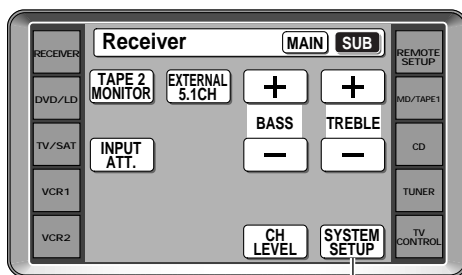 Receiver
MAIN
SUB
RECEIVER
DVD/LD
TV/SAT
VCR1
VCR2
TAPE 2
MONITOR
EXTERNAL
5.1CH
+
+
BASS
TREBLE
−
−
INPUT
ATT.
CH
LEVEL
SYSTEM
SETUP
REMOTE
SETUP
MD/TAPE1
CD
TUNER
TV
CONTROL